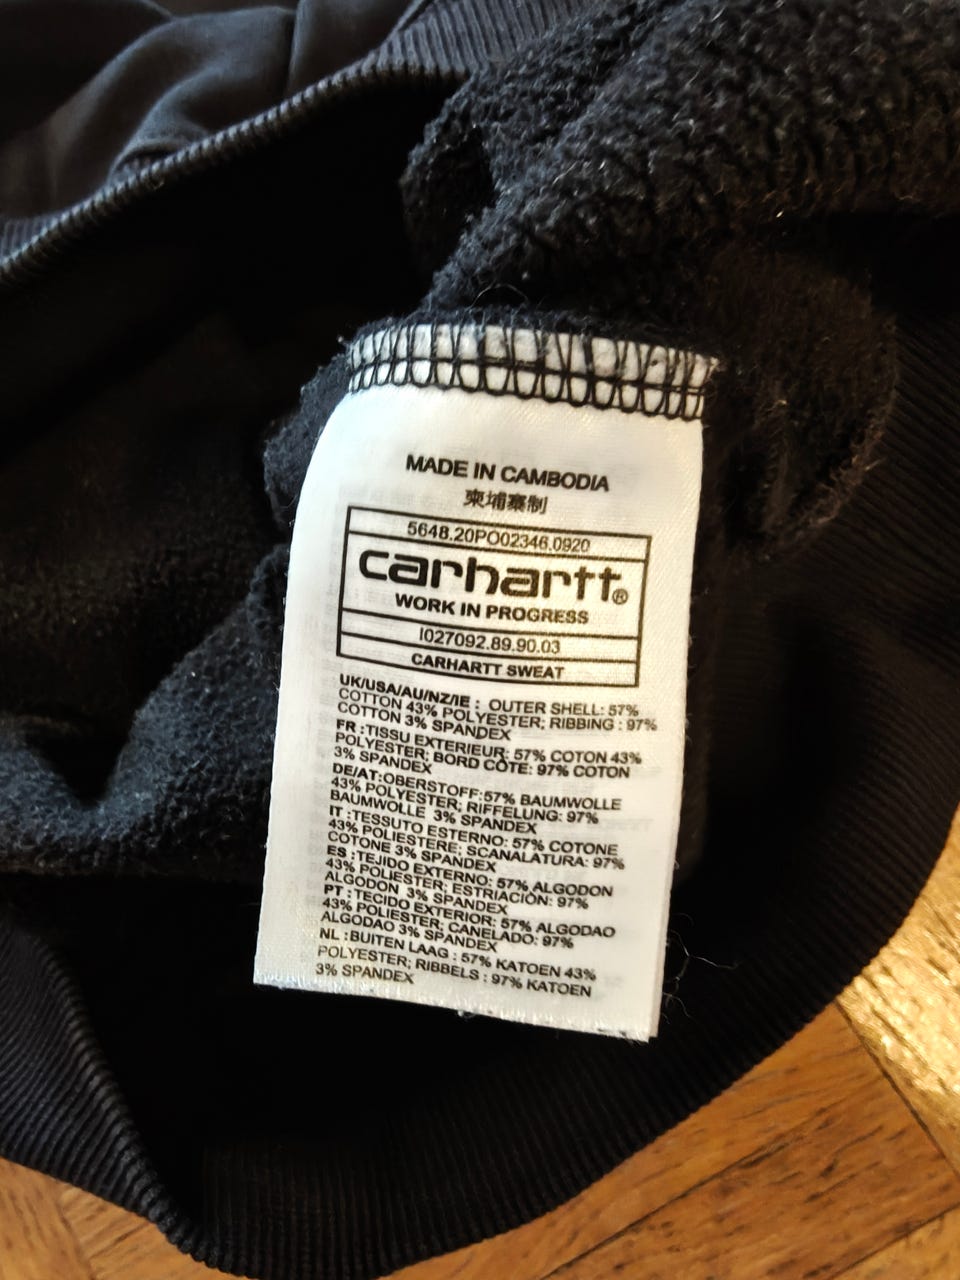 MADE IN CAMBODIA
柬埔寨制
5648.20PO02346.0920
carhartt®
WORK IN PROGRESS
I027092.89.90.03
CARHARTT SWEAT
UK/USA/AU/NZ/IE : OUTER SHELL: 57%
COTTON 43% POLYESTER; RIBBING : 97%
COTTON 3% SPANDEX
FR :TISSU EXTERIEUR: 57% COTON 43%
POLYESTER; BORD CÔTE: 97% COTON
3% SPANDEX
DE/AT:OBERSTOFF:57% BAUMWOLLE
43% POLYESTER; RIFFELUNG: 97%
BAUMWOLLE 3% SPANDEX
IT :TESSUTO ESTERNO: 57% COTONE
43% POLIESTERE; SCANALATURA: 97%
COTONE 3% SPANDEX
ES :TEJIDO EXTERNO: 57% ALGODON
43% POLIESTER; ESTRIACIÓN: 97%
ALGODON 3% SPANDEX
PT :TECIDO EXTERIOR: 57% ALGODAO
43% POLIESTER; CANELADO: 97%
ALGODAO 3% SPANDEX
NL :BUITEN LAAG : 57% KATOEN 43%
POLYESTER; RIBBELS : 97% KATOEN
3% SPANDEX